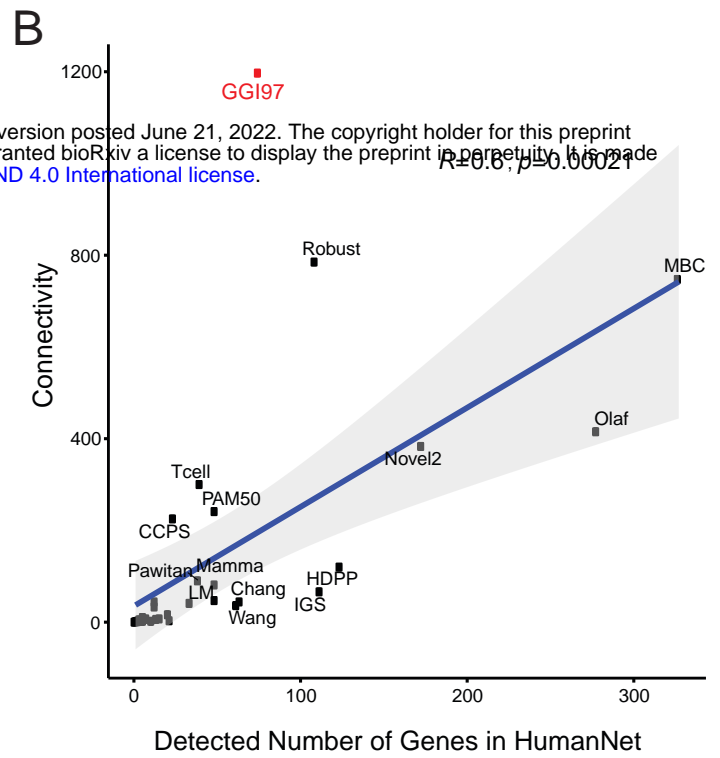 B
1200
GGI97
version posted June 21, 2022. The copyright holder for this preprint
ranted bioRxiv a license to display the preprint in perpetuity. It is made
R=0.6, p=0.00021
ND 4.0 International license.
Robust
800
MBC
Connectivity
Olaf
400
Novel2
Tcell
PAM50
CCPS
Mamma
Pawitan
HDPP
Chang
LM
IGS
Wang
0
0 100 200 300
Detected Number of Genes in HumanNet